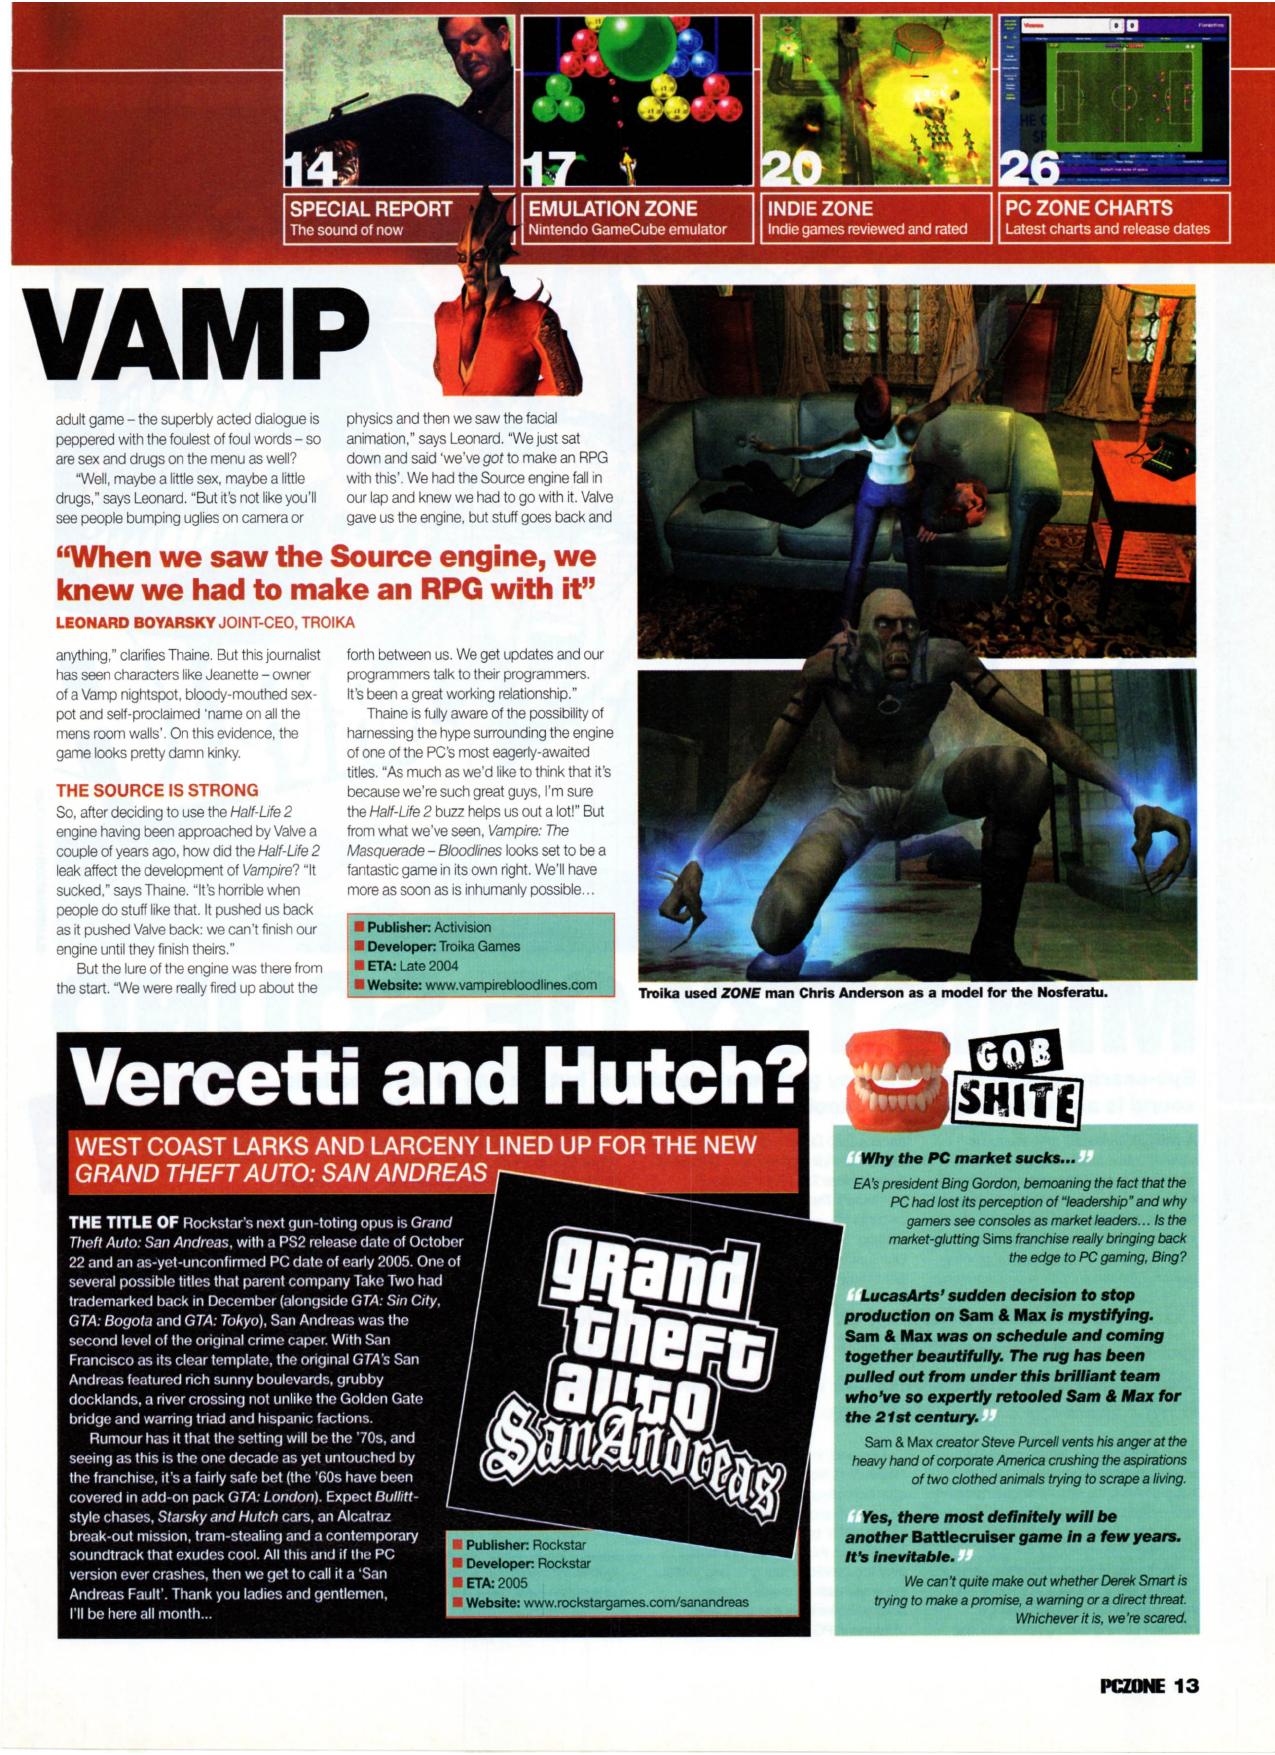 14
SPECIAL REPORT
The sound of now
17
EMULATION ZONE
Nintendo GameCube emulator
20
INDIE ZONE
Indie games reviewed and rated
26
PC ZONE CHARTS
Latest charts and release dates
VAMP
adult game – the superbly acted dialogue is
peppered with the foulest of foul words – so
are sex and drugs on the menu as well?
"Well, maybe a little sex, maybe a little
drugs," says Leonard. "But it's not like you'll
see people bumping uglies on camera or
"When we saw the Source engine, we
knew we had to make an RPG with it"
LEONARD BOYARSKY JOINT-CEO, TROIKA
anything," clarifies Thaine. But this journalist
has seen characters like Jeanette – owner
of a Vamp nightspot, bloody-mouthed sex-
pot and self-proclaimed 'name on all the
mens room walls'. On this evidence, the
game looks pretty damn kinky.
THE SOURCE IS STRONG
So, after deciding to use the Half-Life 2
engine having been approached by Valve a
couple of years ago, how did the Half-Life 2
leak affect the development of Vampire? "It
sucked," says Thaine. "It's horrible when
people do stuff like that. It pushed us back
as it pushed Valve back: we can't finish our
engine until they finish theirs."
But the lure of the engine was there from
the start. "We were really fired up about the
physics and then we saw the facial
animation," says Leonard. "We just sat
down and said 'we've got to make an RPG
with this'. We had the Source engine fall in
our lap and knew we had to go with it. Valve
gave us the engine, but stuff goes back and
forth between us. We get updates and our
programmers talk to their programmers.
It's been a great working relationship."
Thaine is fully aware of the possibility of
harnessing the hype surrounding the engine
of one of the PC's most eagerly-awaited
titles. "As much as we'd like to think that it's
because we're such great guys, I'm sure
the Half-Life 2 buzz helps us out a lot!" But
from what we've seen, Vampire: The
Masquerade – Bloodlines looks set to be a
fantastic game in its own right. We'll have
more as soon as is inhumanly possible...
Publisher: Activision
Developer: Troika Games
ETA: Late 2004
Website: www.vampirebloodlines.com
Troika used ZONE man Chris Anderson as a model for the Nosferatu.
Vercetti and Hutch?
WEST COAST LARKS AND LARCENY LINED UP FOR THE NEW
GRAND THEFT AUTO: SAN ANDREAS
THE TITLE OF Rockstar's next gun-toting opus is Grand
Theft Auto: San Andreas, with a PS2 release date of October
22 and an as-yet-unconfirmed PC date of early 2005. One of
several possible titles that parent company Take Two had
trademarked back in December (alongside GTA: Sin City,
GTA: Bogota and GTA: Tokyo), San Andreas was the
second level of the original crime caper. With San
Francisco as its clear template, the original GTA's San
Andreas featured rich sunny boulevards, grubby
docklands, a river crossing not unlike the Golden Gate
bridge and warring triad and hispanic factions.
Rumour has it that the setting will be the '70s, and
seeing as this is the one decade as yet untouched by
the franchise, it's a fairly safe bet (the '60s have been
covered in add-on pack GTA: London). Expect Bullitt-
style chases, Starsky and Hutch cars, an Alcatraz
break-out mission, tram-stealing and a contemporary
soundtrack that exudes cool. All this and if the PC
version ever crashes, then we get to call it a 'San
Andreas Fault'. Thank you ladies and gentlemen,
I'll be here all month...
grand
theft
auto
San Andreas
Publisher: Rockstar
Developer: Rockstar
ETA: 2005
Website: www.rockstargames.com/sanandreas
GOB
SHITE
"Why the PC market sucks..."
EA's president Bing Gordon, bemoaning the fact that the
PC had lost its perception of "leadership" and why
gamers see consoles as market leaders... Is the
market-glutting Sims franchise really bringing back
the edge to PC gaming, Bing?
"LucasArts' sudden decision to stop
production on Sam & Max is mystifying.
Sam & Max was on schedule and coming
together beautifully. The rug has been
pulled out from under this brilliant team
who've so expertly retooled Sam & Max for
the 21st century."
Sam & Max creator Steve Purcell vents his anger at the
heavy hand of corporate America crushing the aspirations
of two clothed animals trying to scrape a living.
"Yes, there most definitely will be
another Battlecruiser game in a few years.
It's inevitable."
We can't quite make out whether Derek Smart is
trying to make a promise, a warning or a direct threat.
Whichever it is, we're scared.
PCZONE 13